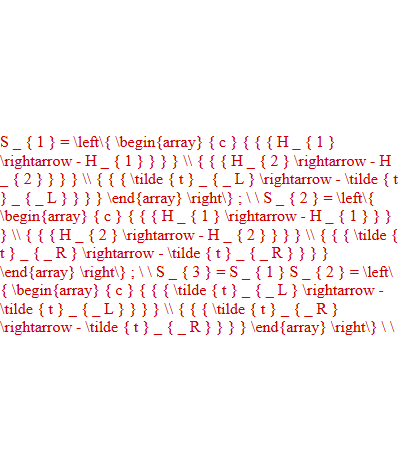 S _ { 1 } = \left\{ \begin{array} { c } { { { H _ { 1 }
\rightarrow - H _ { 1 } } } } \\ { { { H _ { 2 } \rightarrow - H
_ { 2 } } } } \\ { { { \tilde { t } _ { _ L } \rightarrow - \tilde { t
} _ { _ L } } } } \end{array} \right\} ; \ \ S _ { 2 } = \left\{
\begin{array} { c } { { { H _ { 1 } \rightarrow - H _ { 1 } } }
} \\ { { { H _ { 2 } \rightarrow - H _ { 2 } } } } \\ { { { \tilde {
t } _ { _ R } \rightarrow - \tilde { t } _ { _ R } } } }
\end{array} \right\} ; \ \ S _ { 3 } = S _ { 1 } S _ { 2 } = \left\
{ \begin{array} { c } { { { \tilde { t } _ { _ L } \rightarrow -
\tilde { t } _ { _ L } } } } \\ { { { \tilde { t } _ { _ R }
\rightarrow - \tilde { t } _ { _ R } } } } \end{array} \right\} \ \